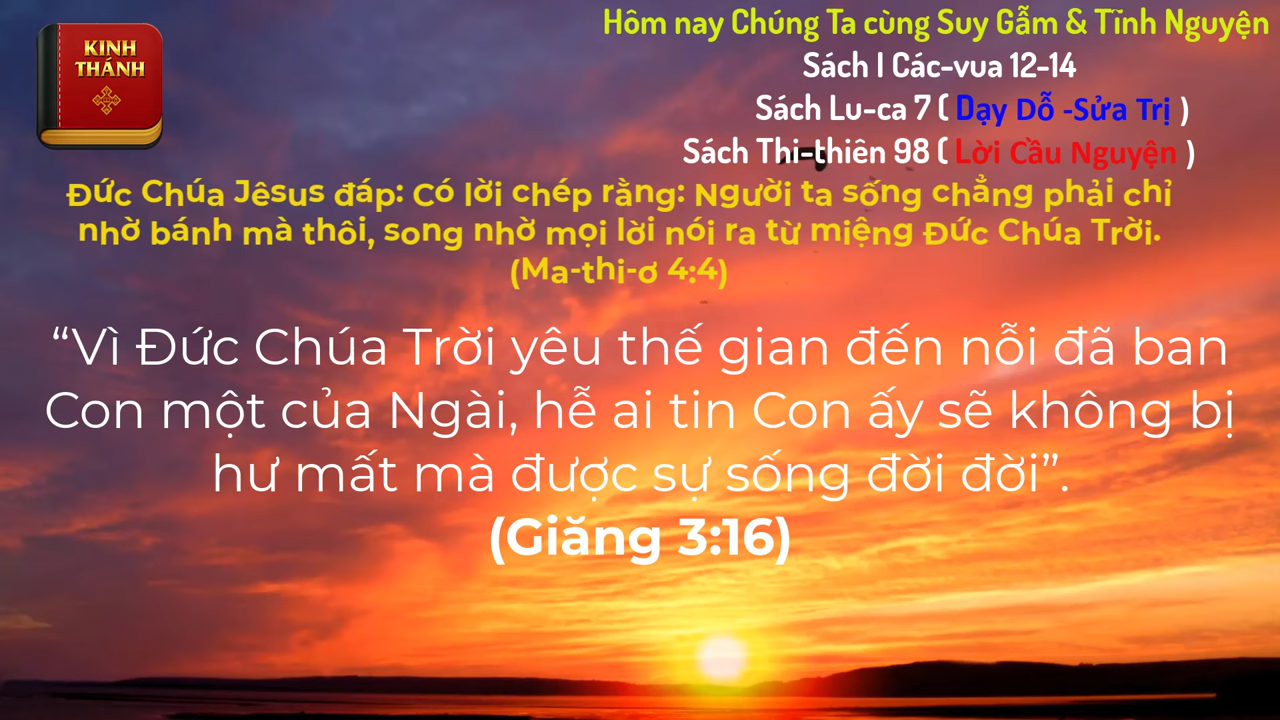 KINH
THÁNH
Hôm nay Chúng Ta cùng Suy Gẫm & Tĩnh Nguyện
Sách I Các-vua 12-14
Sách Lu-ca 7 ( Dạy Dỗ -Sửa Trị )
Sách Thi-thiên 98 ( Lời Cầu Nguyện )
Đức Chúa Jêsus đáp: Có lời chép rằng: Người ta sống chẳng phải chỉ
nhờ bánh mà thôi, song nhờ mọi lời nói ra từ miệng Đức Chúa Trời.
(Ma-thi-ơ 4:4)
“Vì Đức Chúa Trời yêu thế gian đến nỗi đã ban
Con một của Ngài, hễ ai tin Con ấy sẽ không bị
hư mất mà được sự sống đời đời”.
(Giăng 3:16)